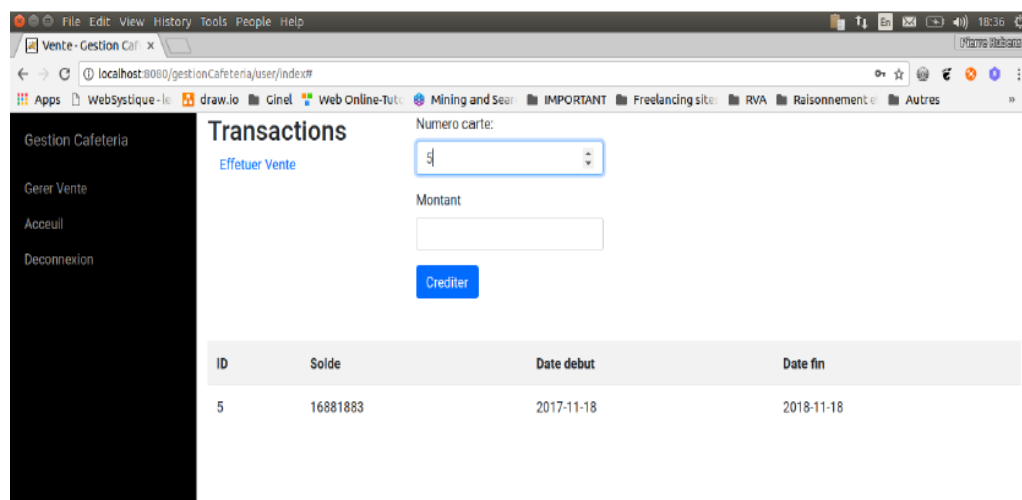 File Edit View History Tools People Help
En 18:36
Vente - Gestion Caf
localhost:8080/gestionCafeteria/user/index#
Apps WebSystique - le draw.io Ginel Web Online-Tuto Mining and Sear IMPORTANT Freelancing sites RVA Raisonnement e Autres »
Gestion Cafeteria
Gerer Vente
Acceuil
Deconnexion
Transactions
Effetuer Vente
Numero carte:
5
Montant
Crediter
ID Solde Date debut Date fin
5 16881883 2017-11-18 2018-11-18